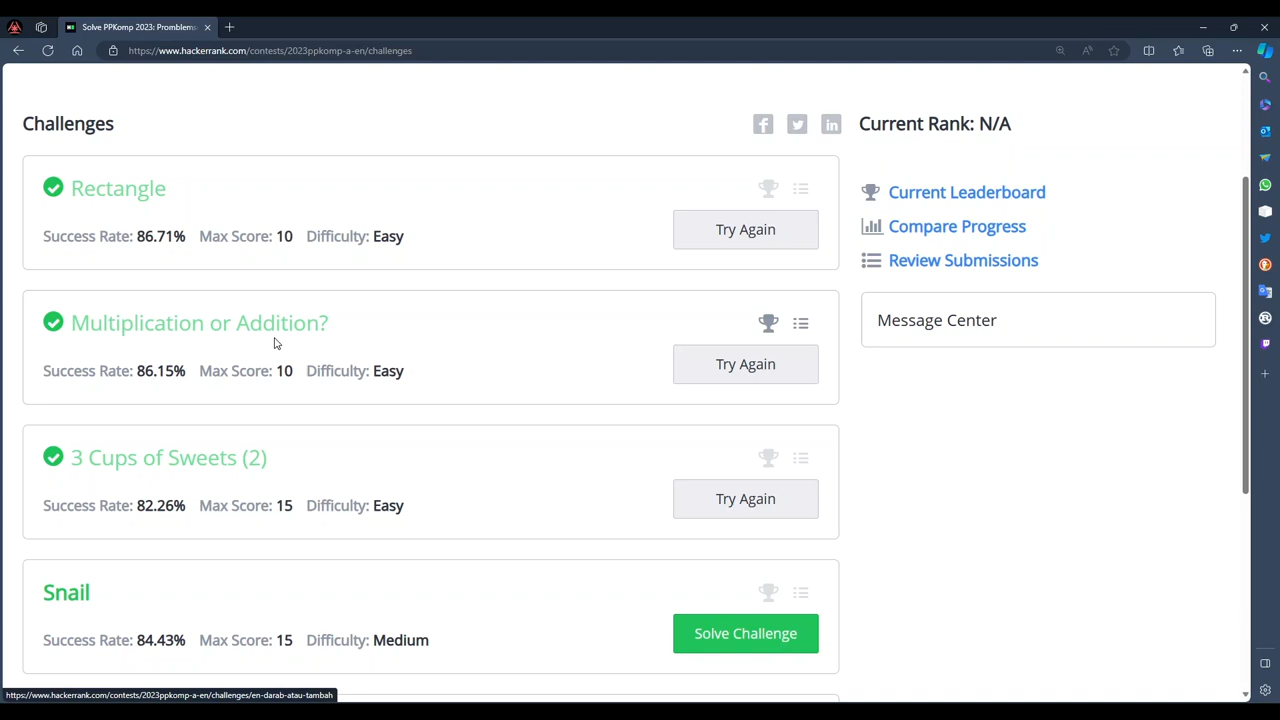 Solve PPKomp 2023: Promblems
https://www.hackerrank.com/contests/2023ppkomp-a-en/challenges
Challenges
Current Rank: N/A
Rectangle
Success Rate: 86.71% Max Score: 10 Difficulty: Easy
Try Again
Current Leaderboard
Compare Progress
Review Submissions
Message Center
Multiplication or Addition?
Success Rate: 86.15% Max Score: 10 Difficulty: Easy
Try Again
3 Cups of Sweets (2)
Success Rate: 82.26% Max Score: 15 Difficulty: Easy
Try Again
Snail
Success Rate: 84.43% Max Score: 15 Difficulty: Medium
Solve Challenge
https://www.hackerrank.com/contests/2023ppkomp-a-en/challenges/en-darab-atau-tambah